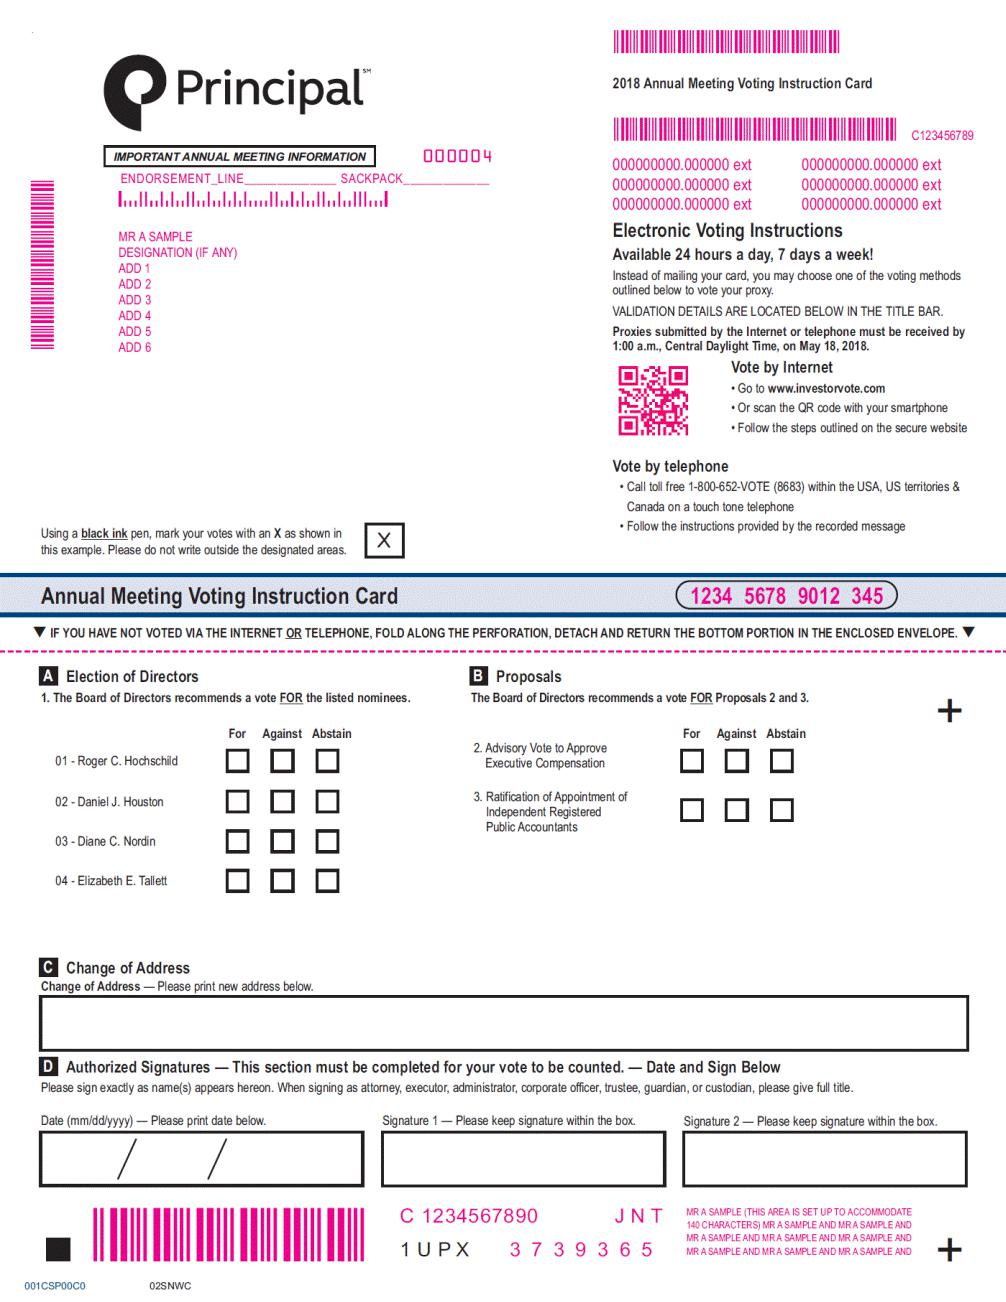 Principal℠
2018 Annual Meeting Voting Instruction Card
IMPORTANT ANNUAL MEETING INFORMATION
000004
ENDORSEMENT_LINE______________ SACKPACK_____________
C123456789
000000000.000000 ext 000000000.000000 ext
000000000.000000 ext 000000000.000000 ext
000000000.000000 ext 000000000.000000 ext
MR A SAMPLE
DESIGNATION (IF ANY)
ADD 1
ADD 2
ADD 3
ADD 4
ADD 5
ADD 6
Electronic Voting Instructions
Available 24 hours a day, 7 days a week!
Instead of mailing your card, you may choose one of the voting methods
outlined below to vote your proxy.
VALIDATION DETAILS ARE LOCATED BELOW IN THE TITLE BAR.
Proxies submitted by the Internet or telephone must be received by
1:00 a.m., Central Daylight Time, on May 18, 2018.
Vote by Internet
• Go to www.investorvote.com
• Or scan the QR code with your smartphone
• Follow the steps outlined on the secure website
Vote by telephone
• Call toll free 1-800-652-VOTE (8683) within the USA, US territories &
Canada on a touch tone telephone
• Follow the instructions provided by the recorded message
Using a black ink pen, mark your votes with an X as shown in
this example. Please do not write outside the designated areas.
X
Annual Meeting Voting Instruction Card
1234 5678 9012 345
▼ IF YOU HAVE NOT VOTED VIA THE INTERNET OR TELEPHONE, FOLD ALONG THE PERFORATION, DETACH AND RETURN THE BOTTOM PORTION IN THE ENCLOSED ENVELOPE. ▼
A Election of Directors
1. The Board of Directors recommends a vote FOR the listed nominees.
For Against Abstain
01 - Roger C. Hochschild
02 - Daniel J. Houston
03 - Diane C. Nordin
04 - Elizabeth E. Tallett
B Proposals
The Board of Directors recommends a vote FOR Proposals 2 and 3.
For Against Abstain
2. Advisory Vote to Approve
Executive Compensation
3. Ratification of Appointment of
Independent Registered
Public Accountants
C Change of Address
Change of Address — Please print new address below.
D Authorized Signatures — This section must be completed for your vote to be counted. — Date and Sign Below
Please sign exactly as name(s) appears hereon. When signing as attorney, executor, administrator, corporate officer, trustee, guardian, or custodian, please give full title.
Date (mm/dd/yyyy) — Please print date below.
Signature 1 — Please keep signature within the box.
Signature 2 — Please keep signature within the box.
/ /
C 1234567890 J N T
1 U P X 3 7 3 9 3 6 5
MR A SAMPLE (THIS AREA IS SET UP TO ACCOMMODATE
140 CHARACTERS) MR A SAMPLE AND MR A SAMPLE AND
MR A SAMPLE AND MR A SAMPLE AND MR A SAMPLE AND
MR A SAMPLE AND MR A SAMPLE AND MR A SAMPLE AND
001CSP00C0
02SNWC